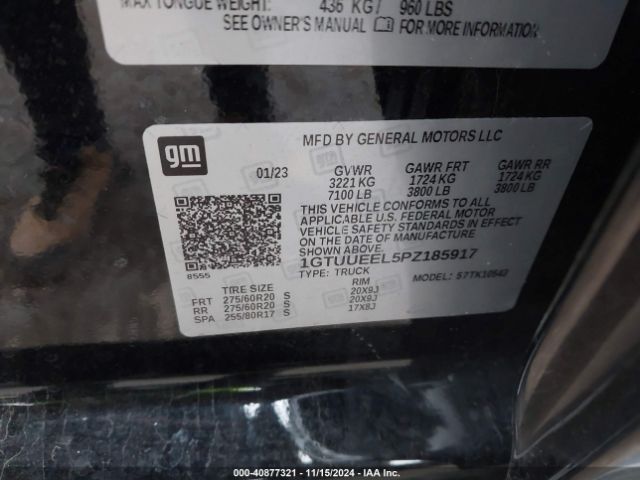 MAX TONGUE WEIGHT: 436 KG / 960 LBS
SEE OWNER'S MANUAL FOR MORE INFORMATION
gm
MFD BY GENERAL MOTORS LLC
01/23 GVWR GAWR FRT GAWR RR
3221 KG 1724 KG 1724 KG
7100 LB 3800 LB 3800 LB
THIS VEHICLE CONFORMS TO ALL
APPLICABLE U.S. FEDERAL MOTOR
VEHICLE SAFETY STANDARDS IN EFFECT
ON THE DATE OF MANUFACTURE
SHOWN ABOVE.
1GTUUEEL5PZ185917
8555 TYPE: TRUCK MODEL: 57TK10543
TIRE SIZE RIM
FRT 275/60R20 S 20X9J
RR 275/60R20 S 20X9J
SPA 255/80R17 S 17X8J
000-40877321 - 11/15/2024 - IAA Inc.